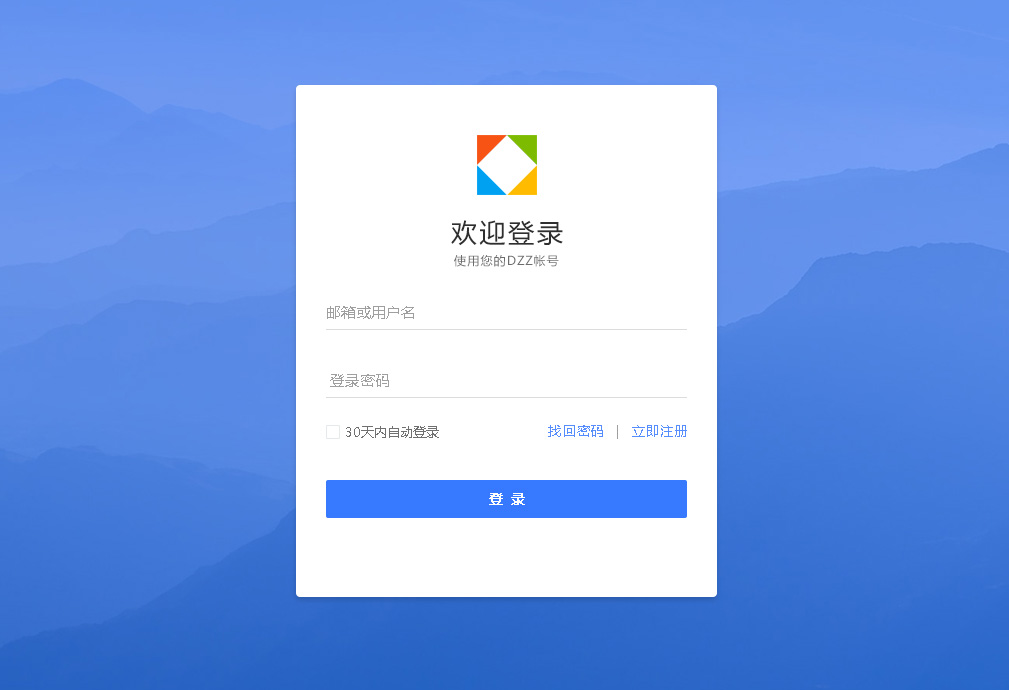 欢迎登录
使用您的DZZ帐号
邮箱或用户名
登录密码
30天内自动登录 找回密码 | 立即注册
登 录